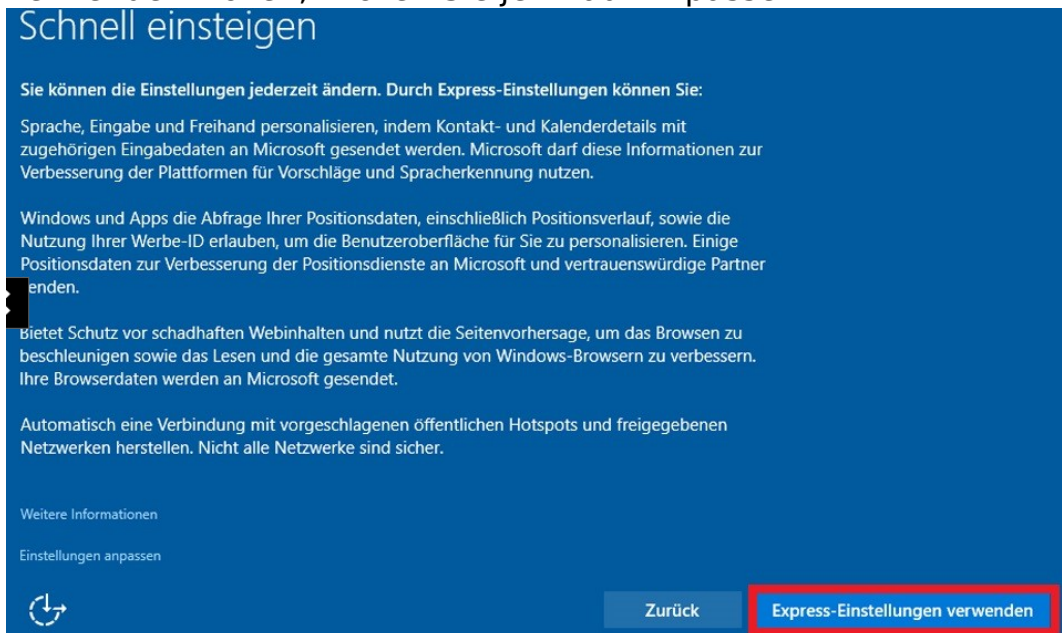 Schnell einsteigen
Sie können die Einstellungen jederzeit ändern. Durch Express-Einstellungen können Sie:
Sprache, Eingabe und Freihand personalisieren, indem Kontakt- und Kalenderdetails mit
zugehörigen Eingabedaten an Microsoft gesendet werden. Microsoft darf diese Informationen zur
Verbesserung der Plattformen für Vorschläge und Spracherkennung nutzen.
Windows und Apps die Abfrage Ihrer Positionsdaten, einschließlich Positionsverlauf, sowie die
Nutzung Ihrer Werbe-ID erlauben, um die Benutzeroberfläche für Sie zu personalisieren. Einige
Positionsdaten zur Verbesserung der Positionsdienste an Microsoft und vertrauenswürdige Partner
enden.
Bietet Schutz vor schadhaften Webinhalten und nutzt die Seitenvorhersage, um das Browsen zu
beschleunigen sowie das Lesen und die gesamte Nutzung von Windows-Browsern zu verbessern.
Ihre Browserdaten werden an Microsoft gesendet.
Automatisch eine Verbindung mit vorgeschlagenen öffentlichen Hotspots und freigegebenen
Netzwerken herstellen. Nicht alle Netzwerke sind sicher.
Weitere Informationen
Einstellungen anpassen
Zurück
Express-Einstellungen verwenden